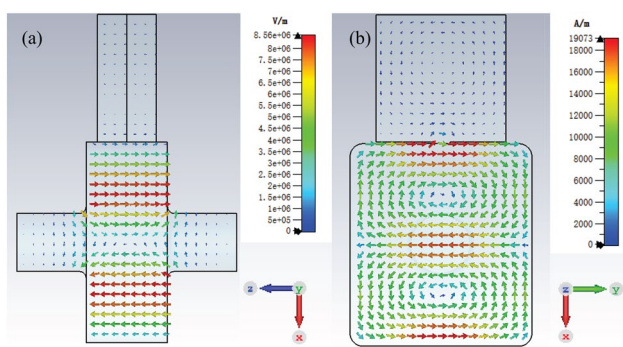 (a)
V/m
8.56e+06
8e+06
7.5e+06
7e+06
6.5e+06
6e+06
5.5e+06
5e+06
4.5e+06
4e+06
3.5e+06
3e+06
2.5e+06
2e+06
1.5e+06
1e+06
5e+05
0
z
y
x
(b)
A/m
19073
18000
16000
14000
12000
10000
8000
6000
4000
2000
0
z
y
x